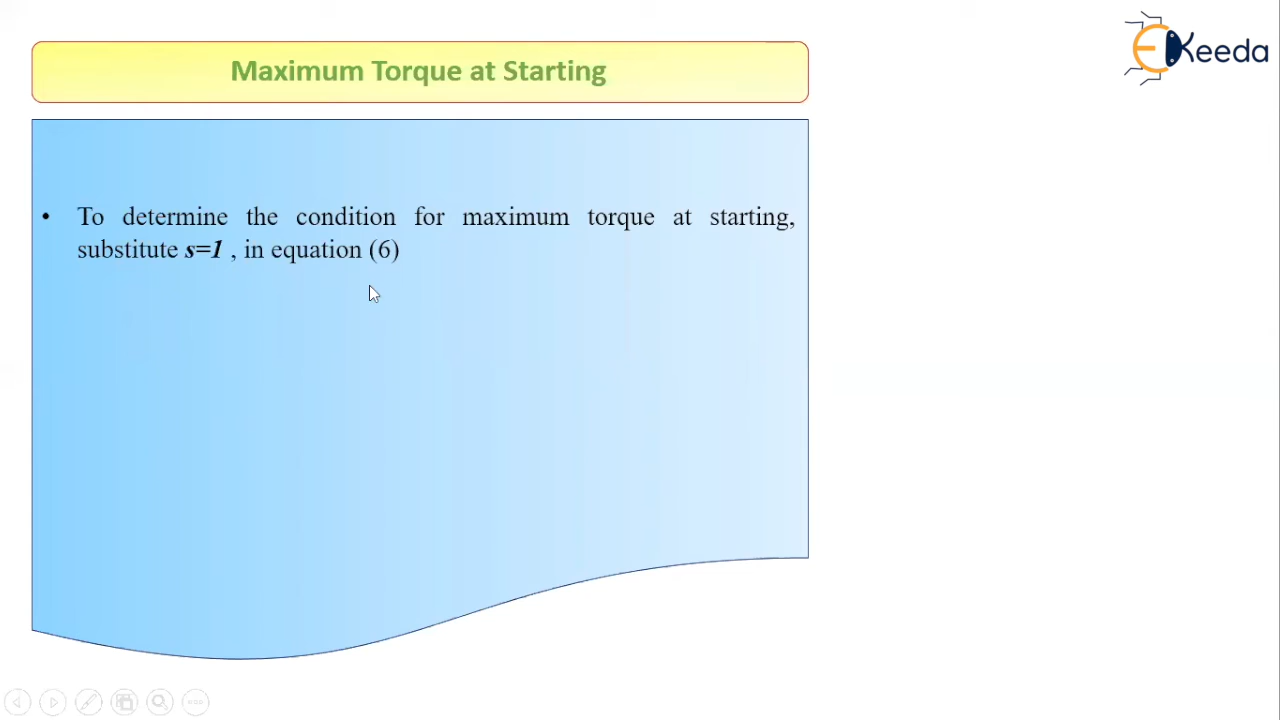 EKeeda
Maximum Torque at Starting
• To determine the condition for maximum torque at starting,
substitute s=1 , in equation (6)